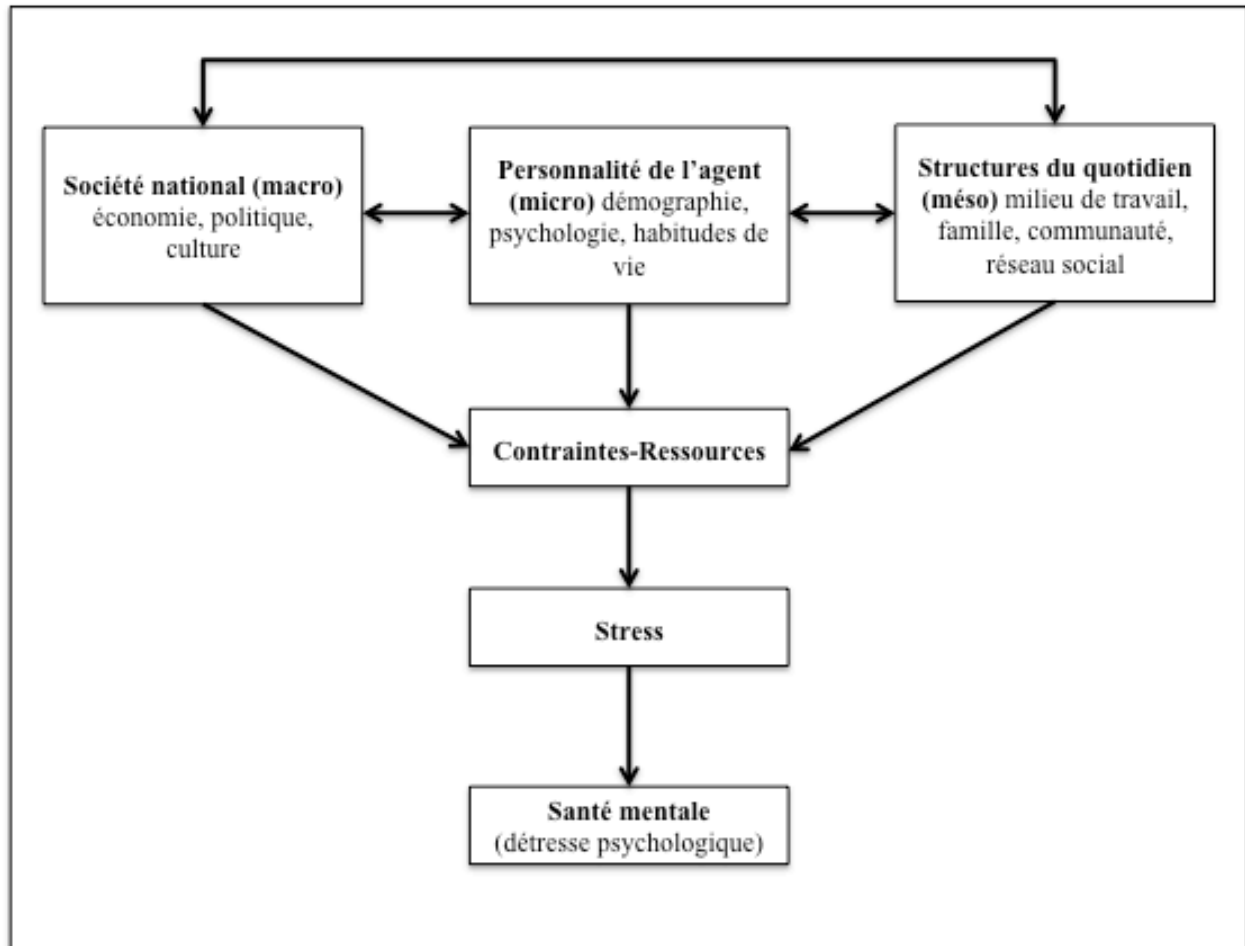 Société national (macro)
économie, politique,
culture
Personnalité de l’agent
(micro) démographie,
psychologie, habitudes de
vie
Structures du quotidien
(méso) milieu de travail,
famille, communauté,
réseau social
Contraintes-Ressources
Stress
Santé mentale
(détresse psychologique)